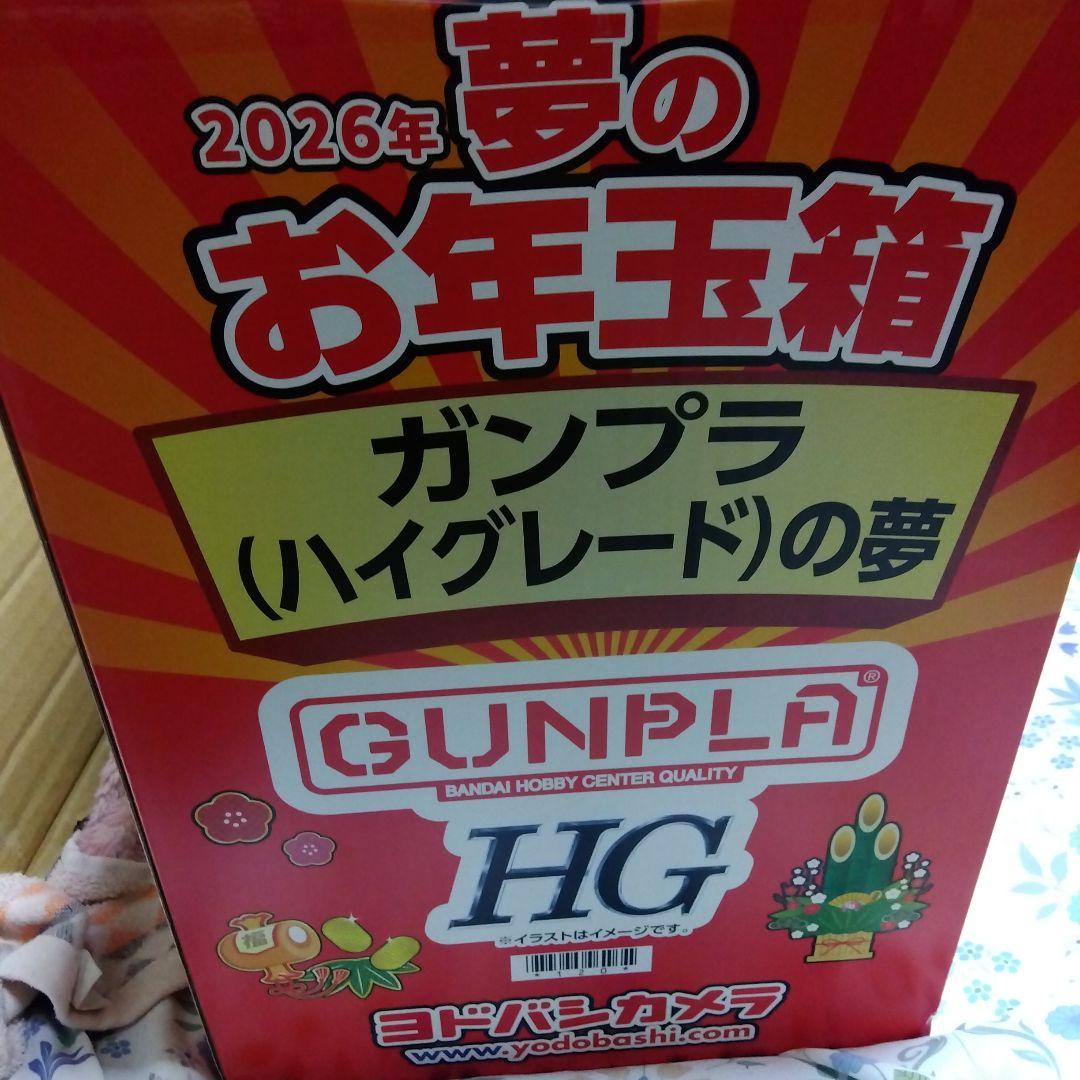 2026年 夢の
お年玉箱
ガンプラ
(ハイグレード)の夢
GUNPLA®
BANDAI HOBBY CENTER QUALITY
HG
※イラストはイメージです。
*120*
福
ヨドバシカメラ
www.yodobashi.com